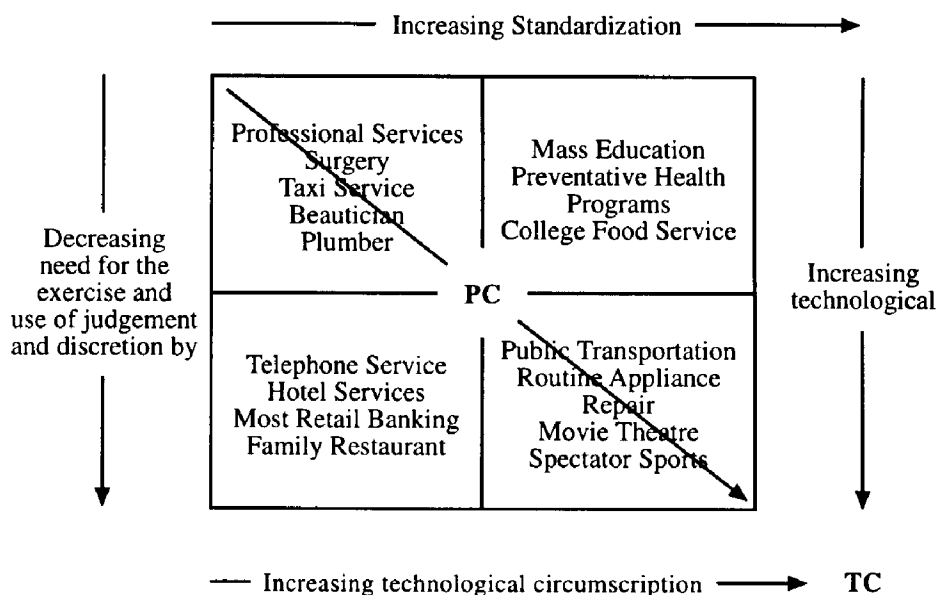 Increasing Standardization
Professional Services
Surgery
Taxi Service
Beautician
Plumber
Mass Education
Preventative Health
Programs
College Food Service
Decreasing
need for the
exercise and
use of judgement
and discretion by
PC
Increasing
technological
Telephone Service
Hotel Services
Most Retail Banking
Family Restaurant
Public Transportation
Routine Appliance
Repair
Movie Theatre
Spectator Sports
Increasing technological circumscription
TC